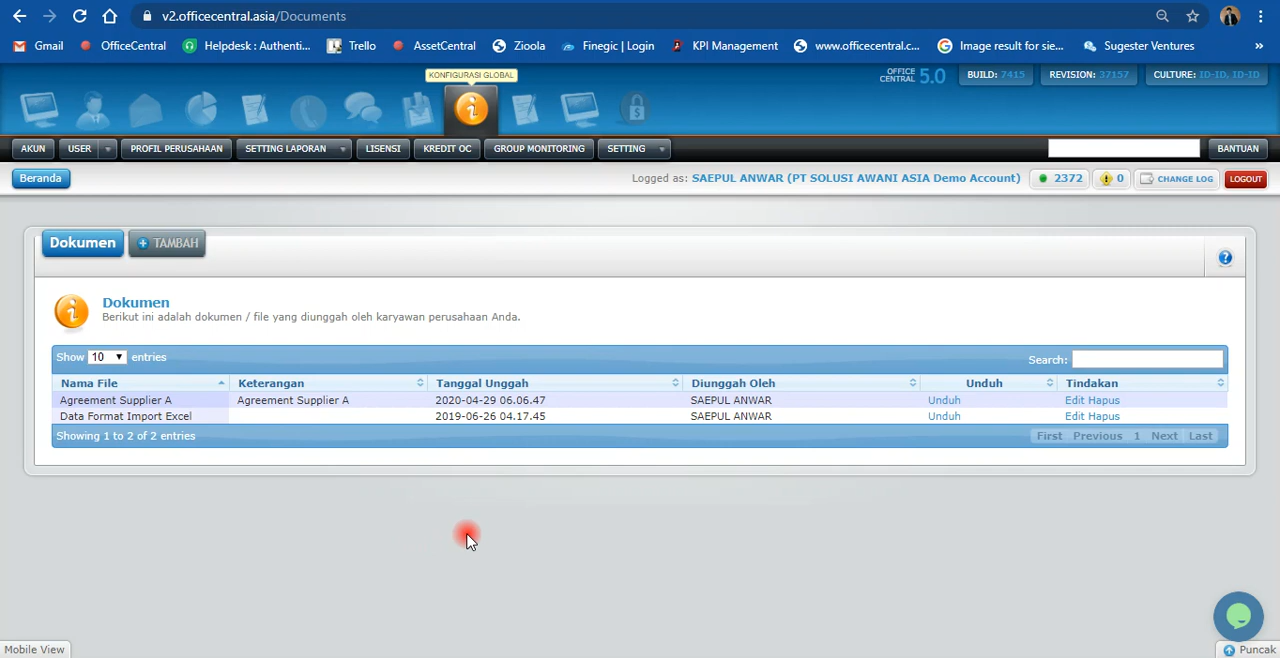 v2.officecentral.asia/Documents
Gmail OfficeCentral Helpdesk : Authenti... Trello AssetCentral Zioola Finegic | Login KPI Management www.officecentral.c... Image result for sie... Sugester Ventures »
KONFIGURASI GLOBAL
OFFICE CENTRAL 5.0 BUILD: 7415 REVISION: 37157 CULTURE: ID-ID, ID-ID
AKUN USER PROFIL PERUSAHAAN SETTING LAPORAN LISENSI KREDIT OC GROUP MONITORING SETTING BANTUAN
Beranda Logged as: SAEPUL ANWAR (PT SOLUSI AWANI ASIA Demo Account) 2372 0 CHANGE LOG LOGOUT
Dokumen TAMBAH
Dokumen
Berikut ini adalah dokumen / file yang diunggah oleh karyawan perusahaan Anda.
Show 10 entries Search:
Nama File Keterangan Tanggal Unggah Diunggah Oleh Unduh Tindakan
Agreement Supplier A Agreement Supplier A 2020-04-29 06.06.47 SAEPUL ANWAR Unduh Edit Hapus
Data Format Import Excel 2019-06-26 04.17.45 SAEPUL ANWAR Unduh Edit Hapus
Showing 1 to 2 of 2 entries First Previous 1 Next Last
Mobile View Puncak